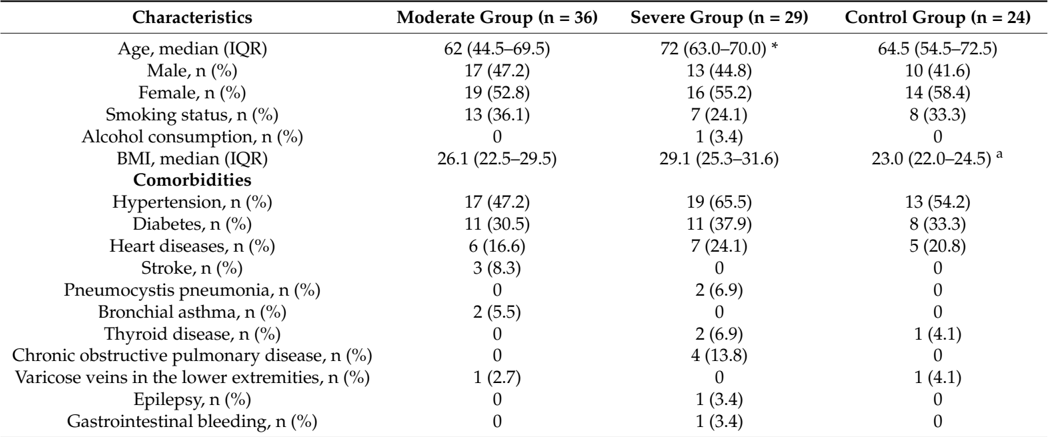 Characteristics Moderate Group (n = 36) Severe Group (n = 29) Control Group (n = 24)
Age, median (IQR) 62 (44.5–69.5) 72 (63.0–70.0) * 64.5 (54.5–72.5)
Male, n (%) 17 (47.2) 13 (44.8) 10 (41.6)
Female, n (%) 19 (52.8) 16 (55.2) 14 (58.4)
Smoking status, n (%) 13 (36.1) 7 (24.1) 8 (33.3)
Alcohol consumption, n (%) 0 1 (3.4) 0
BMI, median (IQR) 26.1 (22.5–29.5) 29.1 (25.3–31.6) 23.0 (22.0–24.5) a
Comorbidities
Hypertension, n (%) 17 (47.2) 19 (65.5) 13 (54.2)
Diabetes, n (%) 11 (30.5) 11 (37.9) 8 (33.3)
Heart diseases, n (%) 6 (16.6) 7 (24.1) 5 (20.8)
Stroke, n (%) 3 (8.3) 0 0
Pneumocystis pneumonia, n (%) 0 2 (6.9) 0
Bronchial asthma, n (%) 2 (5.5) 0 0
Thyroid disease, n (%) 0 2 (6.9) 1 (4.1)
Chronic obstructive pulmonary disease, n (%) 0 4 (13.8) 0
Varicose veins in the lower extremities, n (%) 1 (2.7) 0 1 (4.1)
Epilepsy, n (%) 0 1 (3.4) 0
Gastrointestinal bleeding, n (%) 0 1 (3.4) 0